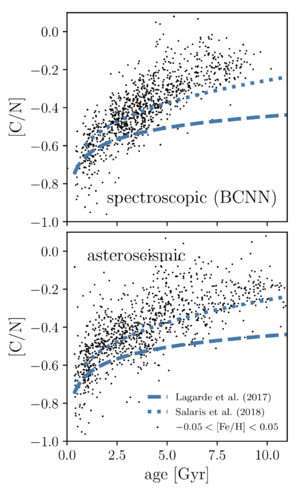 0.0
−0.2
−0.4
−0.6
−0.8
−1.0
[C/N]
spectroscopic (BCNN)
asteroseismic
0.0
−0.2
−0.4
−0.6
−0.8
−1.0
[C/N]
Lagarde et al. (2017)
Salaris et al. (2018)
−0.05 < [Fe/H] < 0.05
0.0 2.5 5.0 7.5 10.0
age [Gyr]